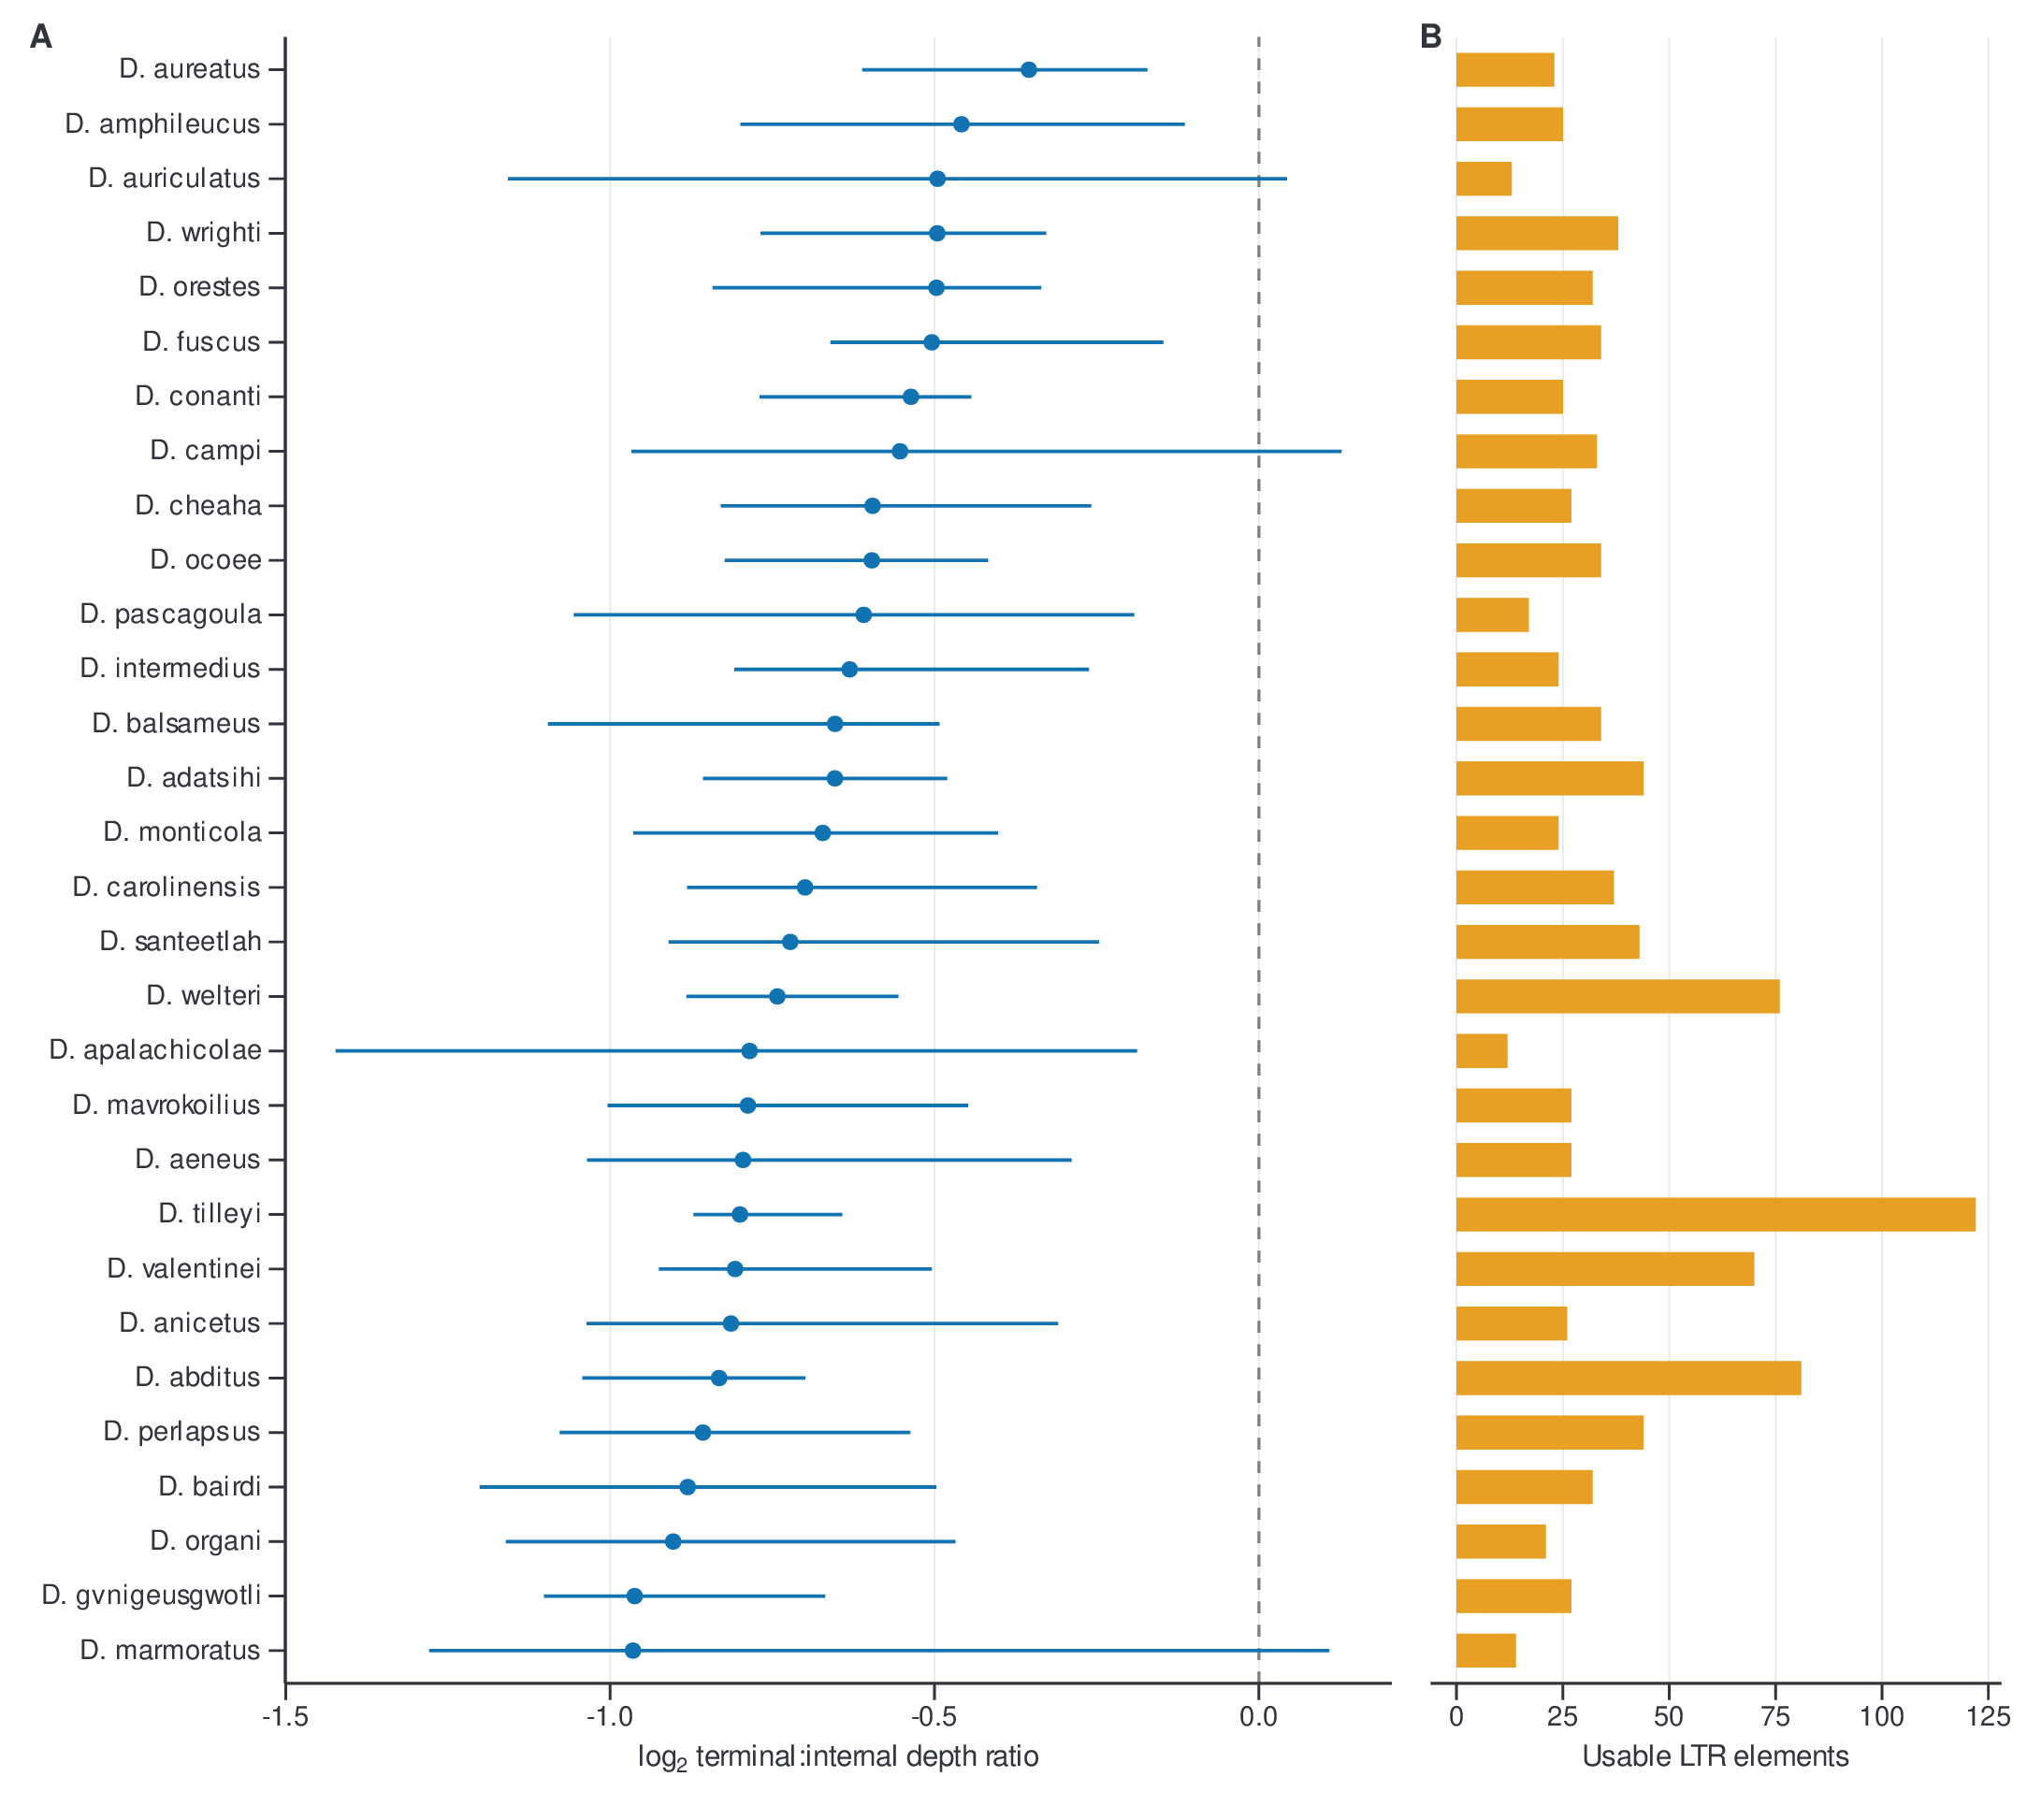 A
B
D. aureatus
D. amphileucus
D. auriculatus
D. wrighti
D. orestes
D. fuscus
D. conanti
D. campi
D. cheaha
D. ocoee
D. pascagoula
D. intermedius
D. balsameus
D. adatsihi
D. monticola
D. carolinensis
D. santeetlah
D. welteri
D. apalachicolae
D. mavrokoilius
D. aeneus
D. tilleyi
D. valentinei
D. anicetus
D. abditus
D. perlapsus
D. bairdi
D. organi
D. gvnigeusgwotli
D. marmoratus
-1.5 -1.0 -0.5 0.0
log2 terminal:internal depth ratio
0 25 50 75 100 125
Usable LTR elements